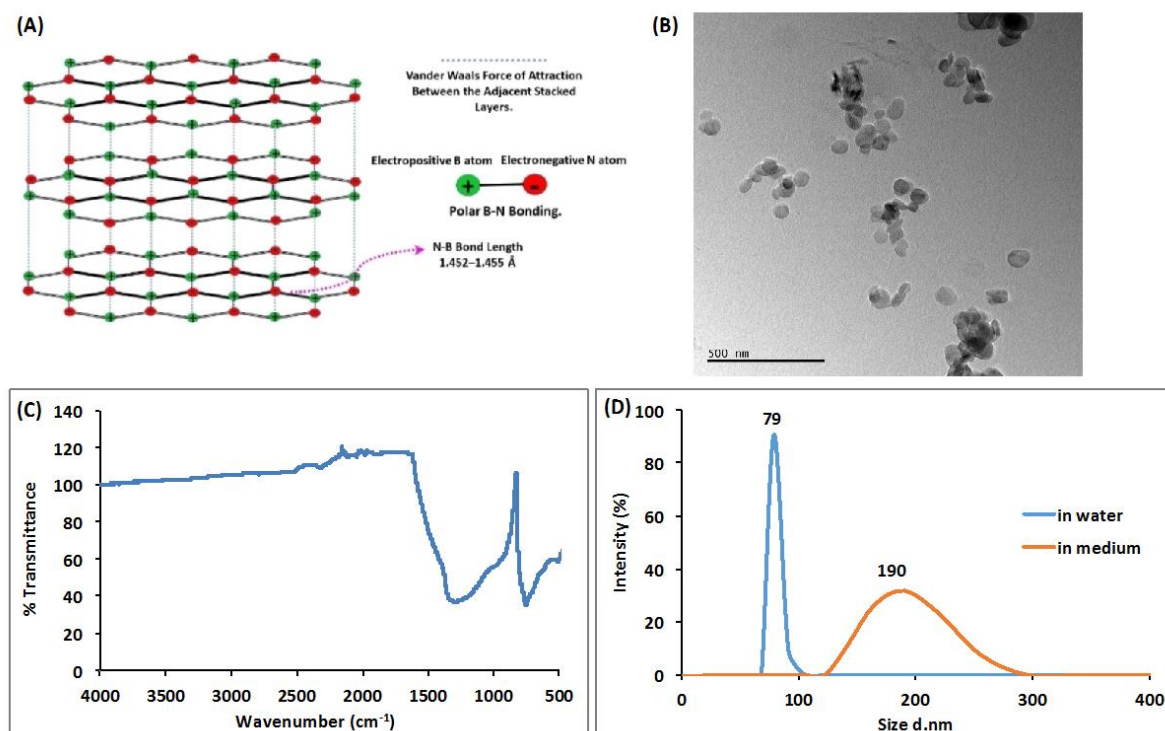 (A)
Vander Waals Force of Attraction
Between the Adjacent Stacked
Layers.
Electropositive B atom Electronegative N atom
+ -
Polar B-N Bonding.
N-B Bond Length
1.452–1.455 Å
(B)
500 nm
(C)
140
120
100
80
60
40
20
0
% Transmittance
4000 3500 3000 2500 2000 1500 1000 500
Wavenumber (cm⁻¹)
(D)
100
80
60
40
20
0
Intensity (%)
79
190
in water
in medium
0 100 200 300 400
Size d.nm